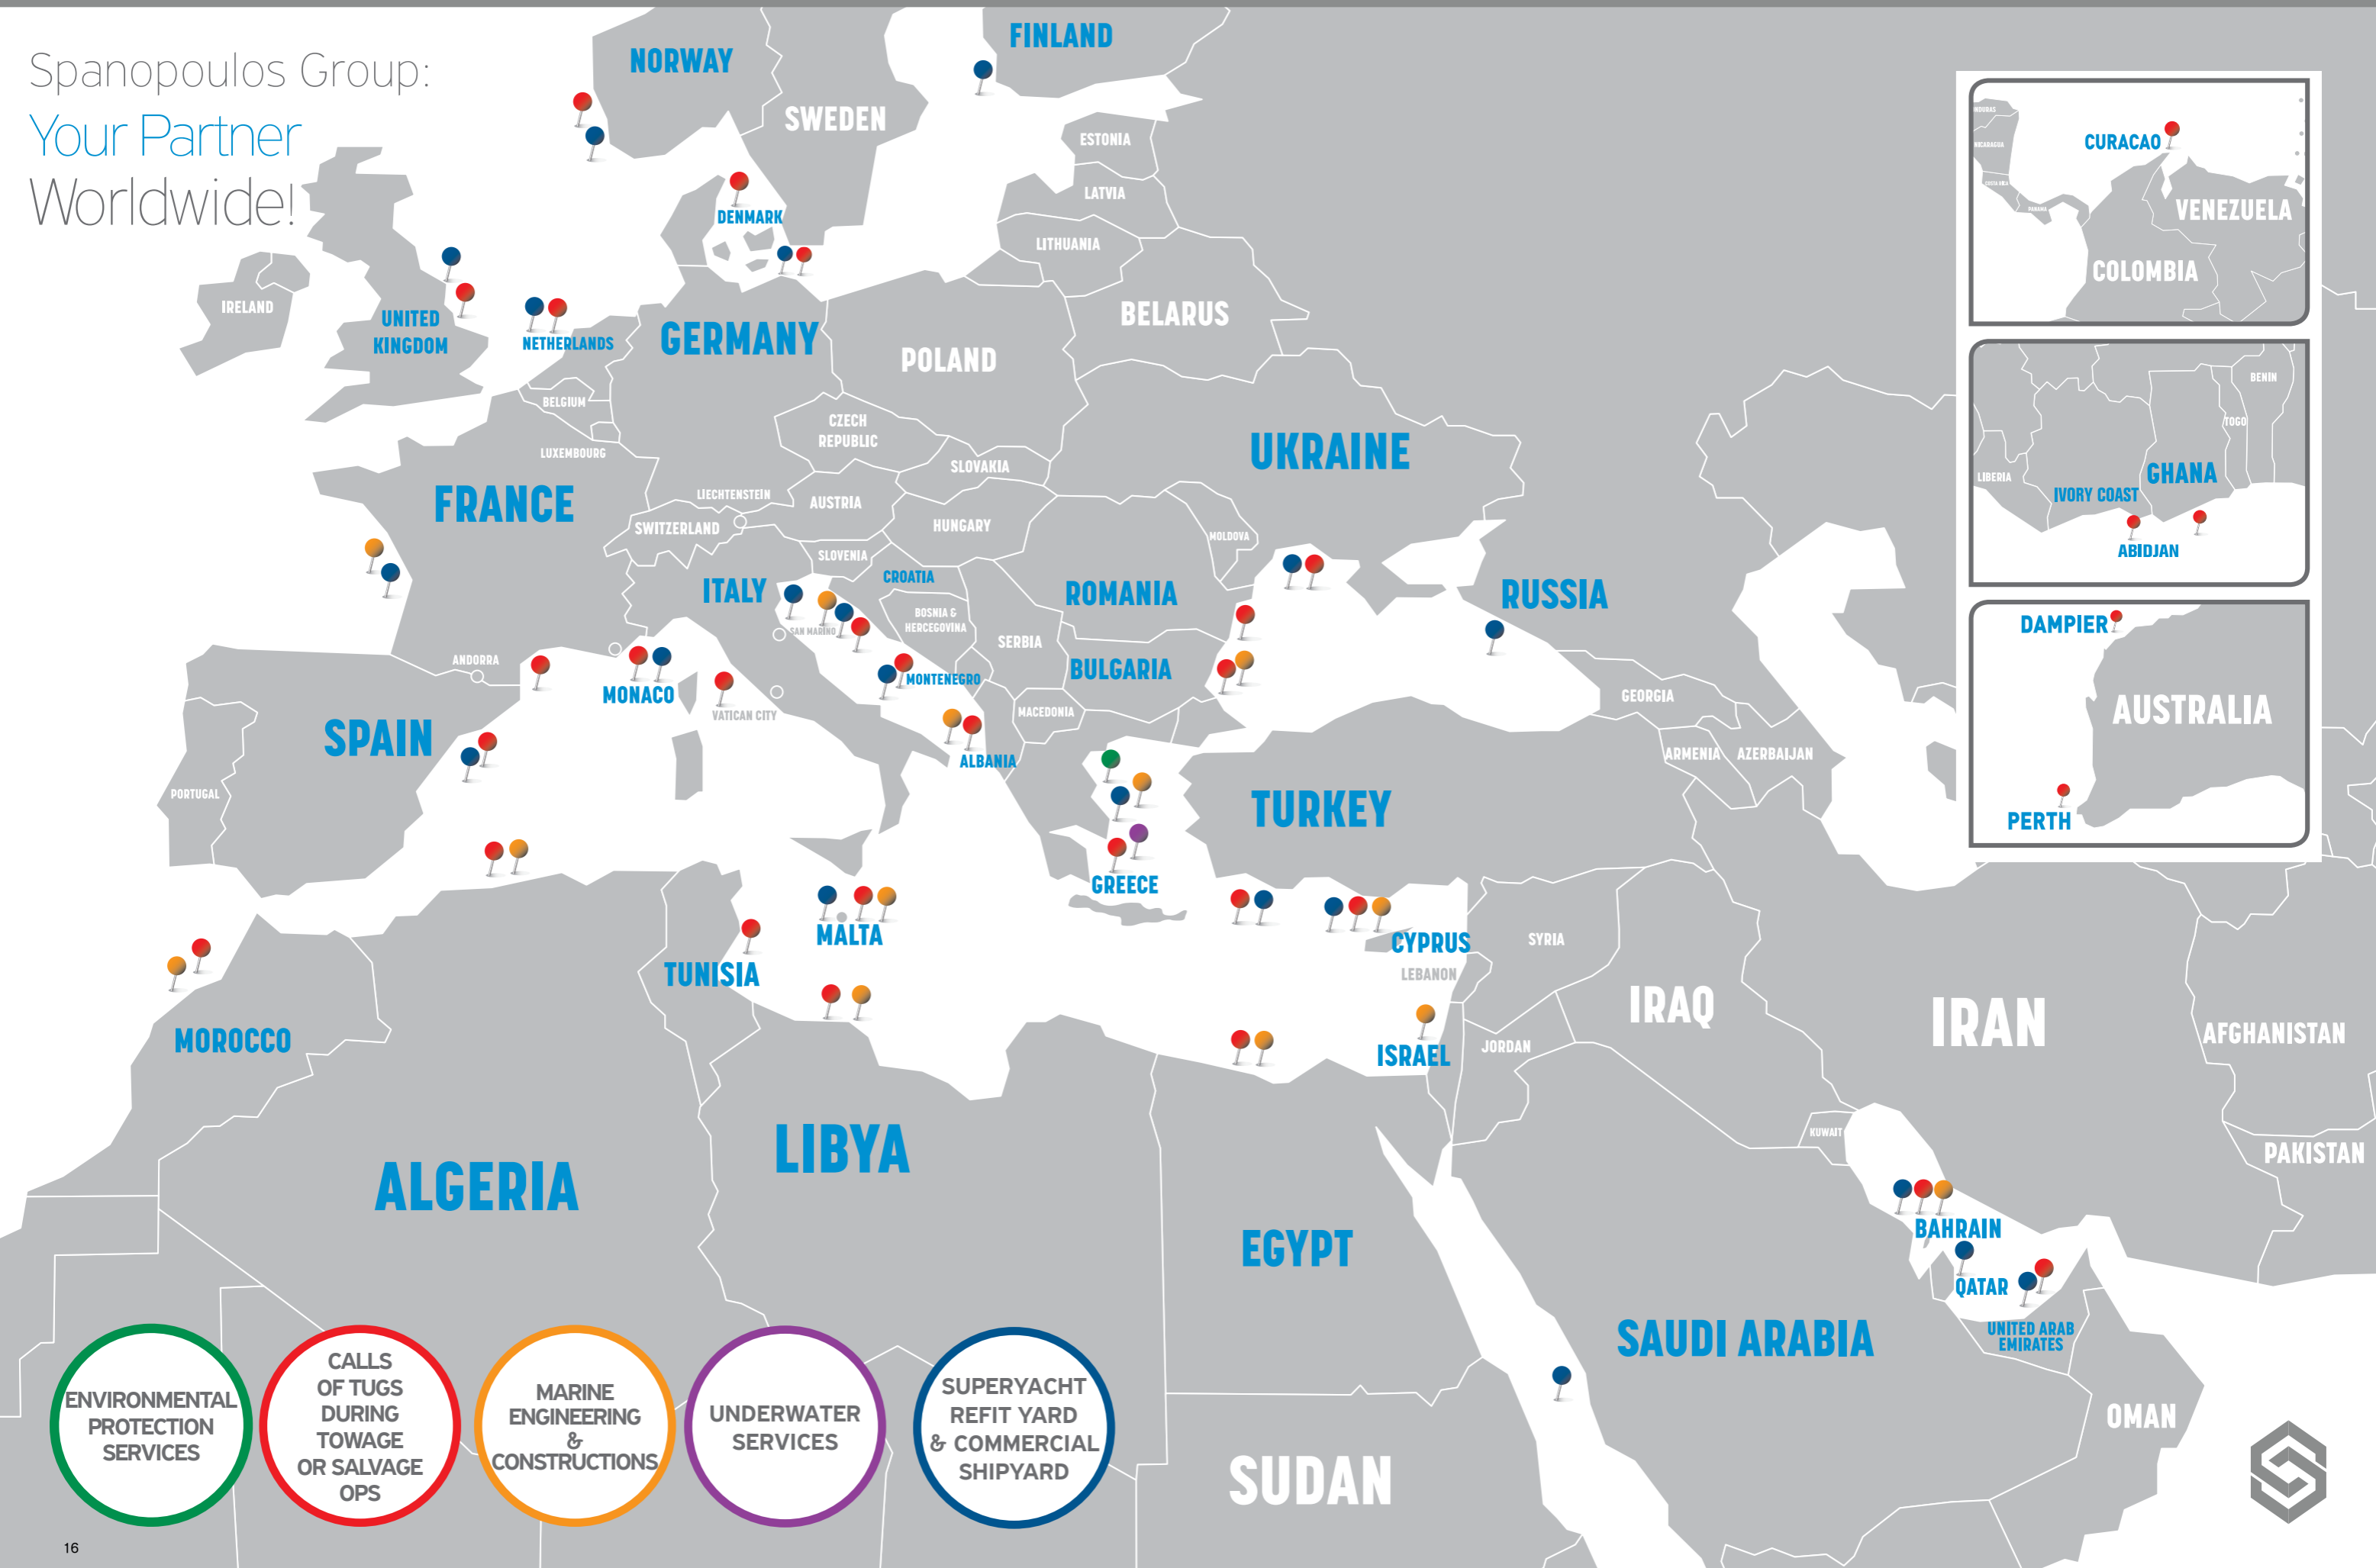 Spanopoulos Group:
Your Partner
Worldwide!
NORWAY
FINLAND
SWEDEN
ESTONIA
LATVIA
LITHUANIA
DENMARK
IRELAND
UNITED
KINGDOM
NETHERLANDS
GERMANY
POLAND
BELARUS
BELGIUM
LUXEMBOURG
CZECH
REPUBLIC
SLOVAKIA
UKRAINE
FRANCE
LIECHTENSTEIN
SWITZERLAND
AUSTRIA
HUNGARY
MOLDOVA
SLOVENIA
CROATIA
ITALY
ROMANIA
RUSSIA
BOSNIA &
HERCEGOVINA
SAN MARINO
SERBIA
ANDORRA
MONACO
MONTENEGRO
BULGARIA
VATICAN CITY
MACEDONIA
GEORGIA
SPAIN
ALBANIA
ARMENIA
AZERBAIJAN
PORTUGAL
TURKEY
GREECE
MALTA
CYPRUS
SYRIA
TUNISIA
LEBANON
MOROCCO
ISRAEL
JORDAN
IRAQ
IRAN
AFGHANISTAN
KUWAIT
PAKISTAN
LIBYA
ALGERIA
EGYPT
BAHRAIN
QATAR
SAUDI ARABIA
UNITED ARAB
EMIRATES
OMAN
SUDAN
NICARAGUA
COSTA RICA
PANAMA
CURACAO
VENEZUELA
COLOMBIA
BENIN
TOGO
GHANA
LIBERIA
IVORY COAST
ABIDJAN
DAMPIER
AUSTRALIA
PERTH
ENVIRONMENTAL
PROTECTION
SERVICES
CALLS
OF TUGS
DURING
TOWAGE
OR SALVAGE
OPS
MARINE
ENGINEERING
&
CONSTRUCTIONS
UNDERWATER
SERVICES
SUPERYACHT
REFIT YARD
& COMMERCIAL
SHIPYARD
16